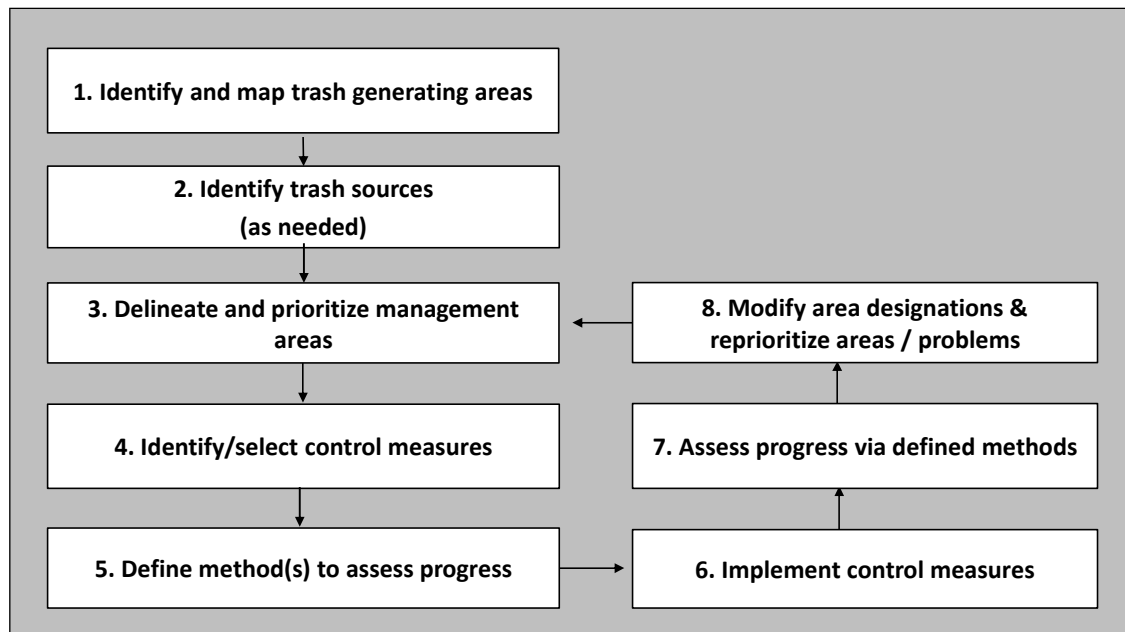 1. Identify and map trash generating areas
2. Identify trash sources
(as needed)
3. Delineate and prioritize management
areas
4. Identify/select control measures
5. Define method(s) to assess progress
6. Implement control measures
7. Assess progress via defined methods
8. Modify area designations &
reprioritize areas / problems